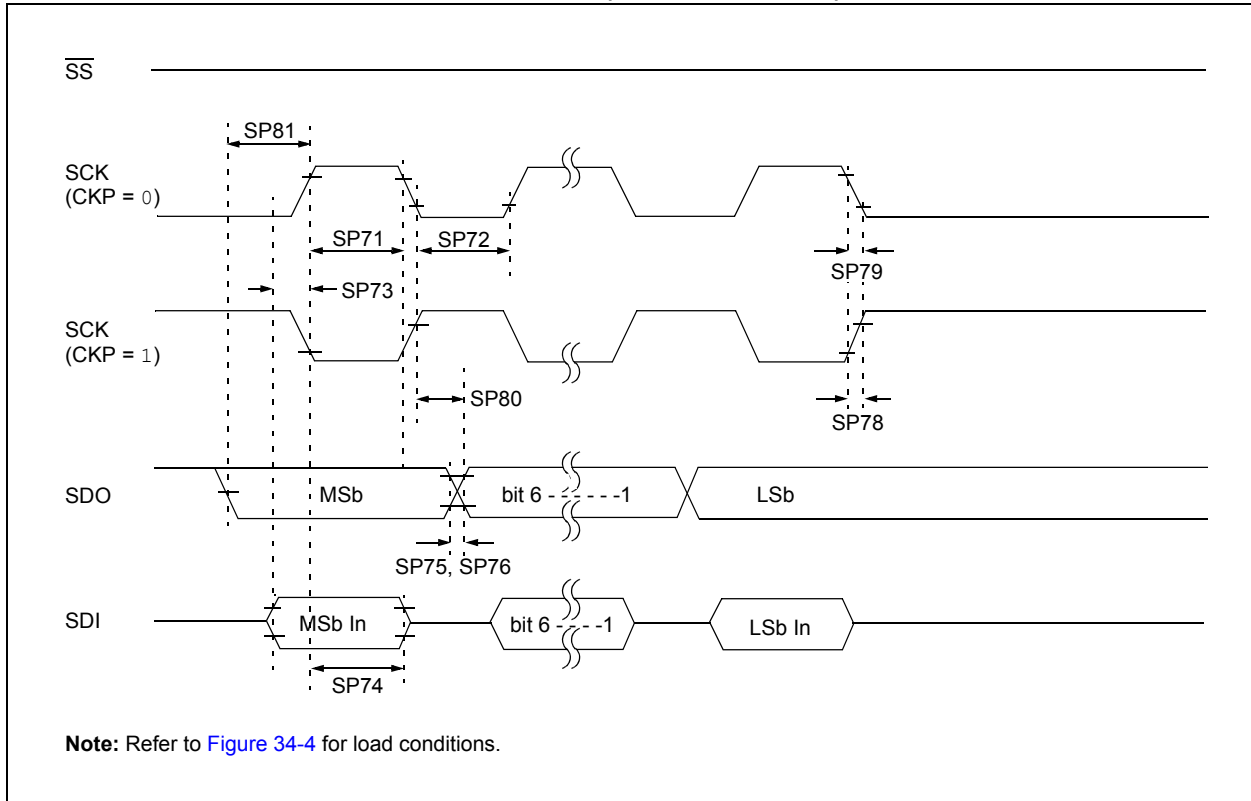 SS
SP81
SCK
(CKP = 0)
SP71
SP72
SP79
SP73
SCK
(CKP = 1)
SP80
SP78
SDO
MSb
bit 6 - - - - - -1
LSb
SP75, SP76
SDI
MSb In
bit 6 - - - -1
LSb In
SP74
Note: Refer to Figure 34-4 for load conditions.